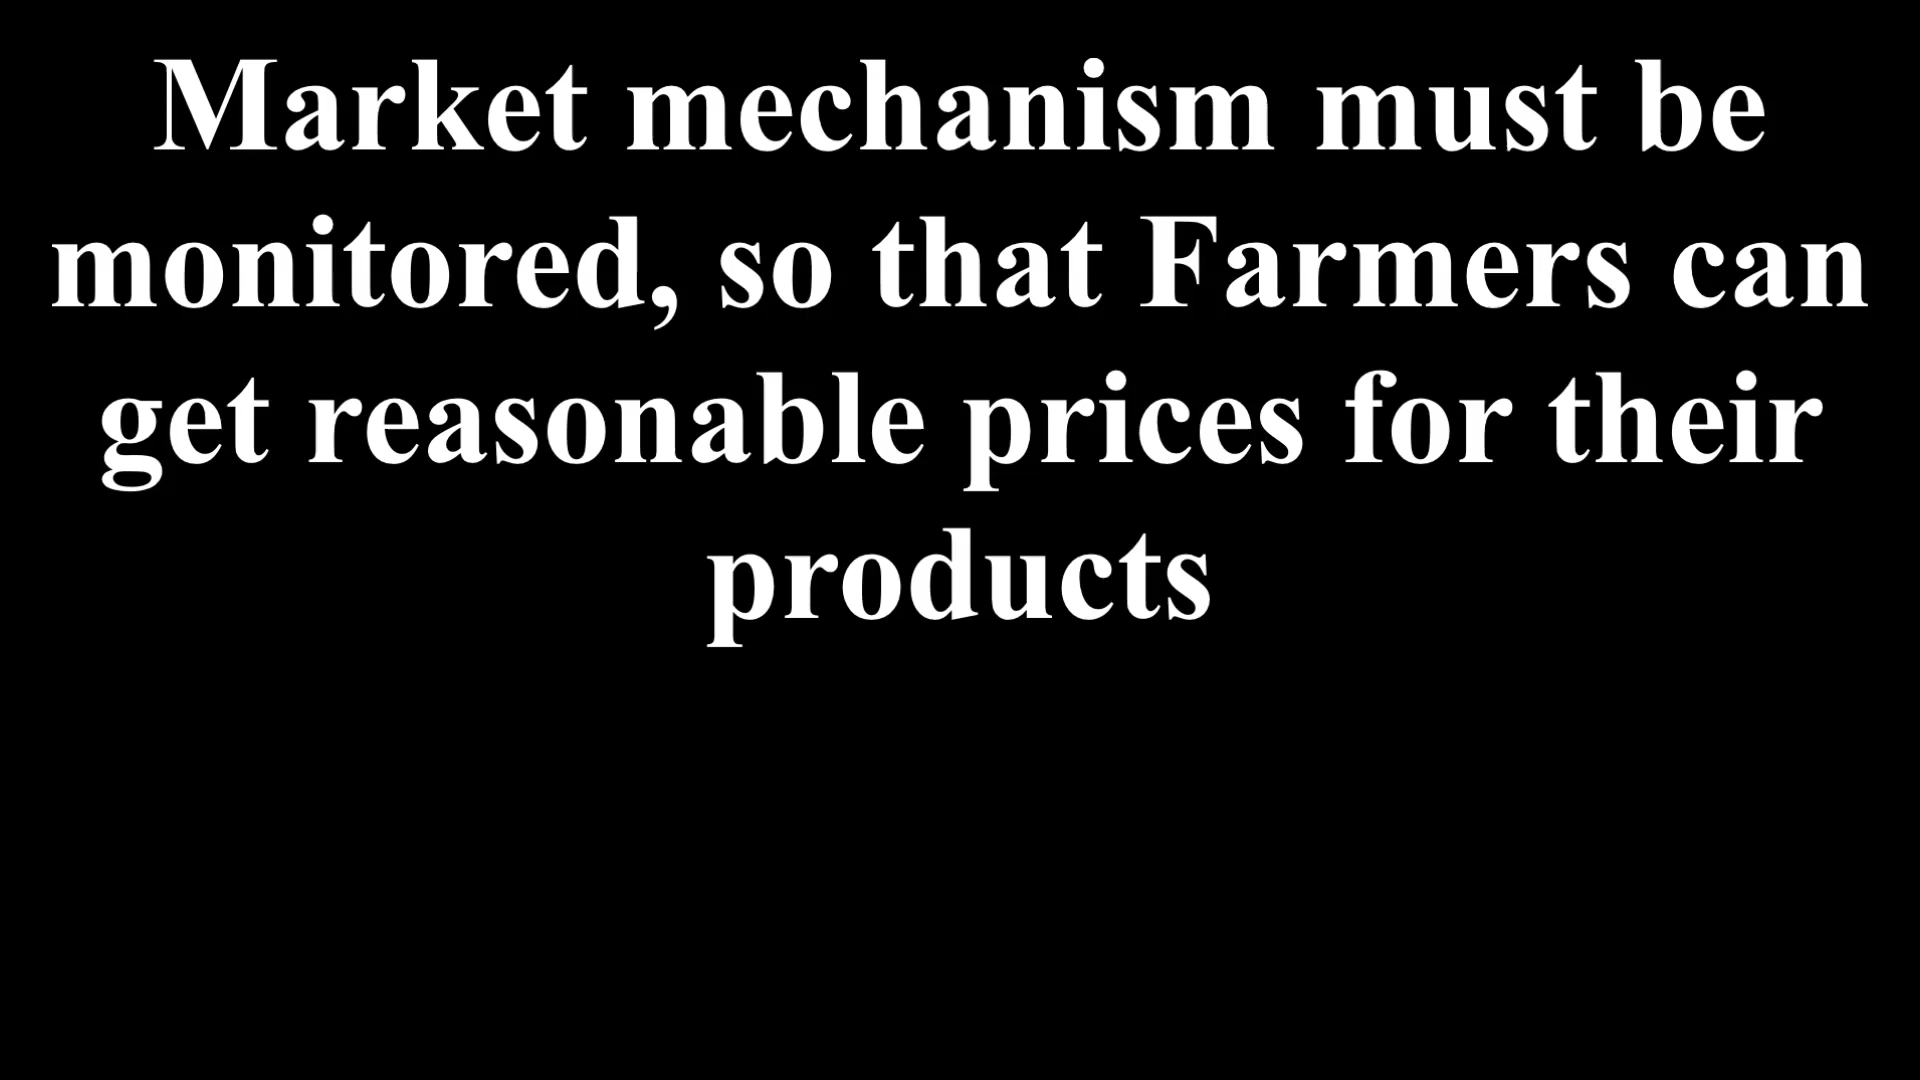 Market mechanism must be
monitored, so that Farmers can
get reasonable prices for their
products